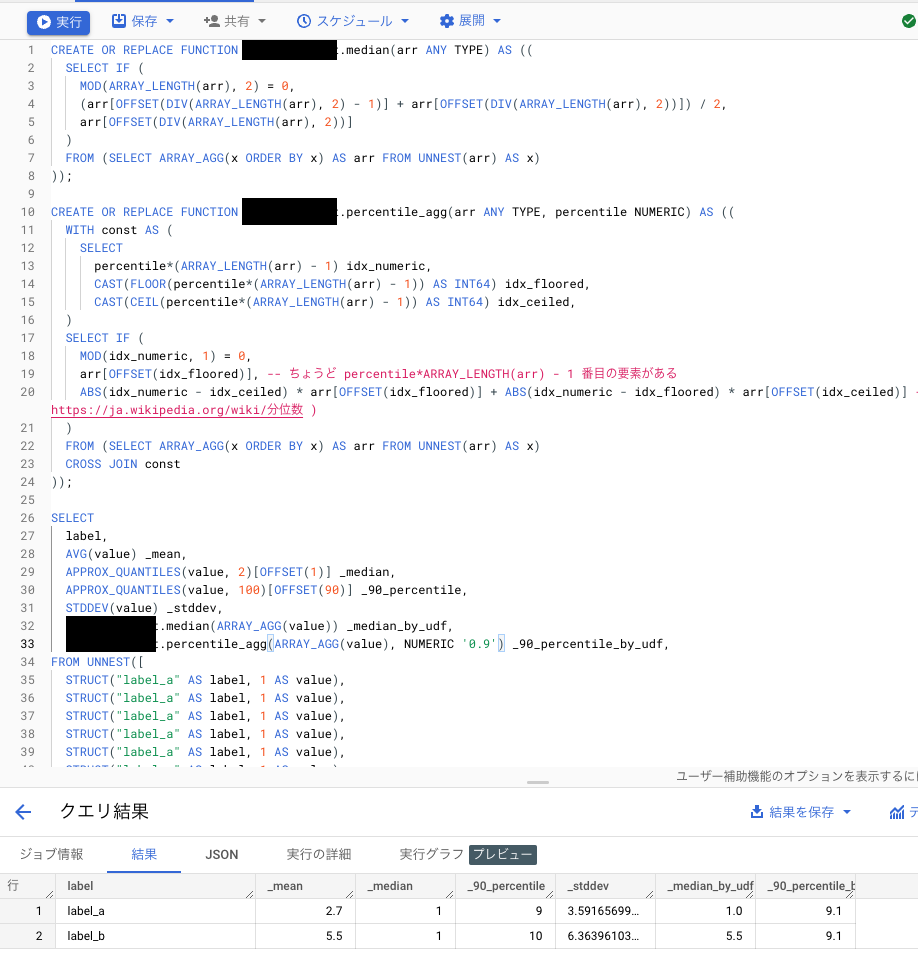 実行 保存 共有 スケジュール 展開
1 CREATE OR REPLACE FUNCTION .median(arr ANY TYPE) AS ((
2 SELECT IF (
3 MOD(ARRAY_LENGTH(arr), 2) = 0,
4 (arr[OFFSET(DIV(ARRAY_LENGTH(arr), 2) - 1)] + arr[OFFSET(DIV(ARRAY_LENGTH(arr), 2))]) / 2,
5 arr[OFFSET(DIV(ARRAY_LENGTH(arr), 2))]
6 )
7 FROM (SELECT ARRAY_AGG(x ORDER BY x) AS arr FROM UNNEST(arr) AS x)
8 ));
9
10 CREATE OR REPLACE FUNCTION .percentile_agg(arr ANY TYPE, percentile NUMERIC) AS ((
11 WITH const AS (
12 SELECT
13 percentile*(ARRAY_LENGTH(arr) - 1) idx_numeric,
14 CAST(FLOOR(percentile*(ARRAY_LENGTH(arr) - 1)) AS INT64) idx_floored,
15 CAST(CEIL(percentile*(ARRAY_LENGTH(arr) - 1)) AS INT64) idx_ceiled,
16 )
17 SELECT IF (
18 MOD(idx_numeric, 1) = 0,
19 arr[OFFSET(idx_floored)], -- ちょうど percentile*ARRAY_LENGTH(arr) - 1 番目の要素がある
20 ABS(idx_numeric - idx_ceiled) * arr[OFFSET(idx_floored)] + ABS(idx_numeric - idx_floored) * arr[OFFSET(idx_ceiled)]
https://ja.wikipedia.org/wiki/分位数 )
21 )
22 FROM (SELECT ARRAY_AGG(x ORDER BY x) AS arr FROM UNNEST(arr) AS x)
23 CROSS JOIN const
24 ));
25
26 SELECT
27 label,
28 AVG(value) _mean,
29 APPROX_QUANTILES(value, 2)[OFFSET(1)] _median,
30 APPROX_QUANTILES(value, 100)[OFFSET(90)] _90_percentile,
31 STDDEV(value) _stddev,
32 .median(ARRAY_AGG(value)) _median_by_udf,
33 .percentile_agg(ARRAY_AGG(value), NUMERIC '0.9') _90_percentile_by_udf,
34 FROM UNNEST([
35 STRUCT("label_a" AS label, 1 AS value),
36 STRUCT("label_a" AS label, 1 AS value),
37 STRUCT("label_a" AS label, 1 AS value),
38 STRUCT("label_a" AS label, 1 AS value),
39 STRUCT("label_a" AS label, 1 AS value),
ユーザー補助機能のオプションを表示するに
クエリ結果 結果を保存
ジョブ情報 結果 JSON 実行の詳細 実行グラフ プレビュー
行 label _mean _median _90_percentile _stddev _median_by_udf _90_percentile_b
1 label_a 2.7 1 9 3.59165699... 1.0 9.1
2 label_b 5.5 1 10 6.36396103... 5.5 9.1